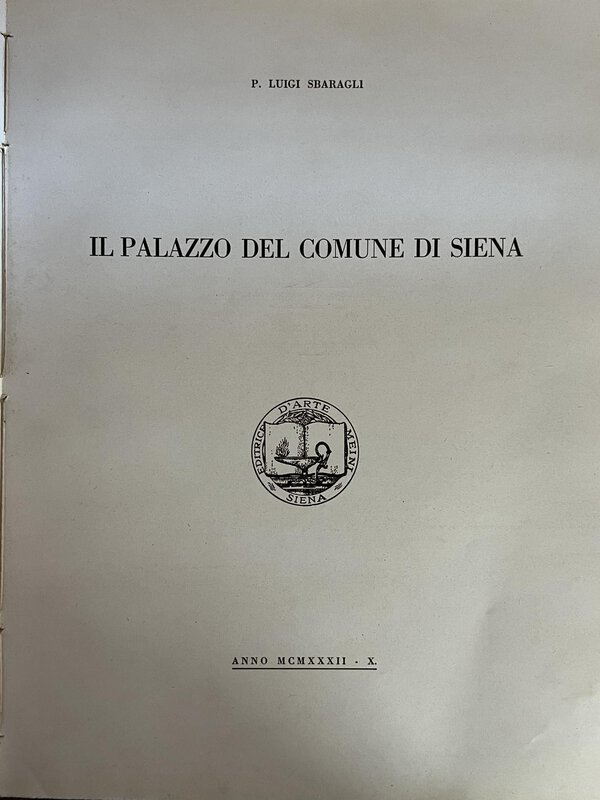 P. LUIGI SBARAGLI
IL PALAZZO DEL COMUNE DI SIENA
EDITRICE D'ARTE MEINI
SIENA
ANNO MCMXXXII - X.